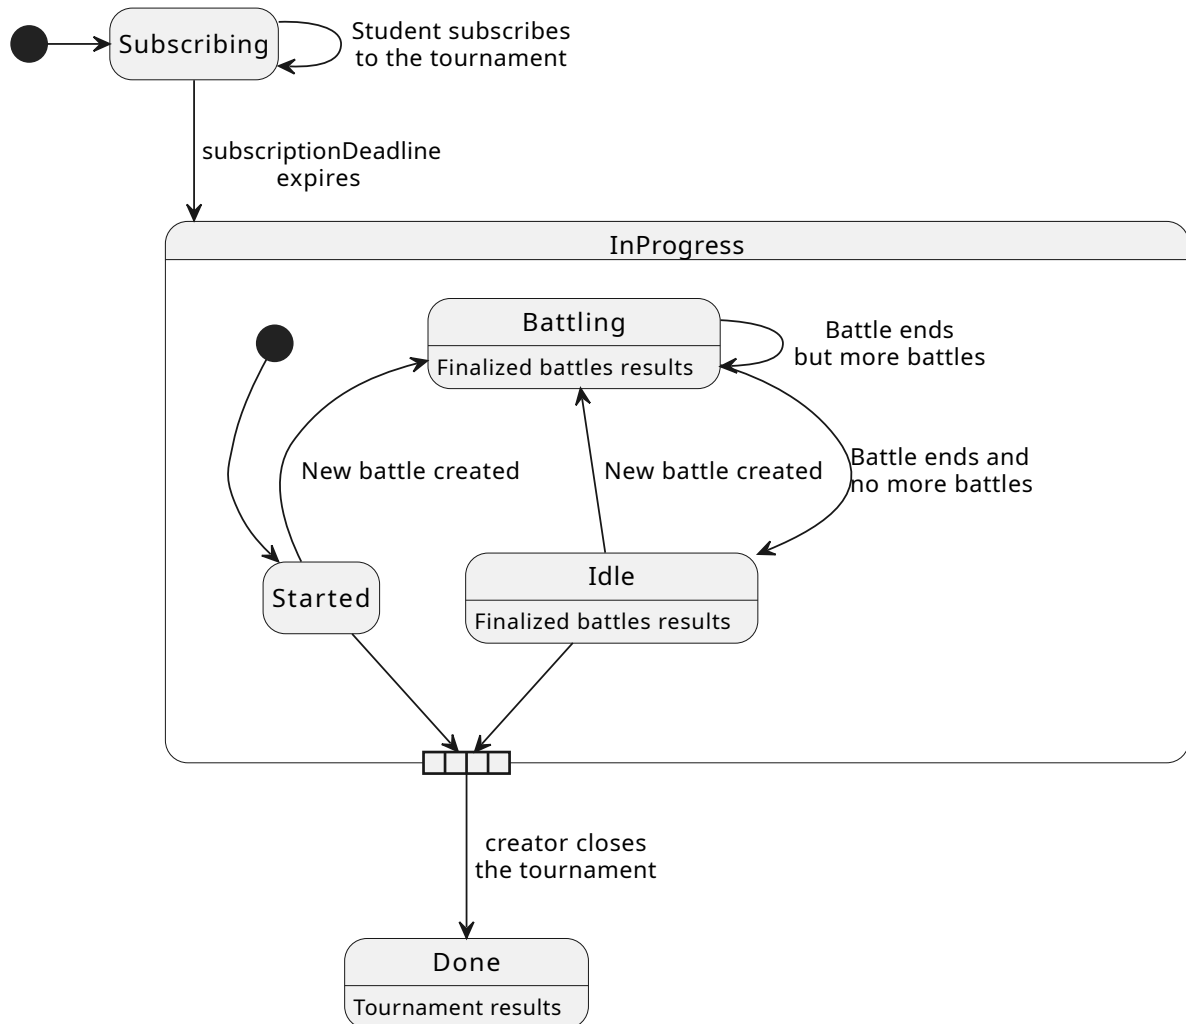 Subscribing
Student subscribes
to the tournament
subscriptionDeadline
expires
InProgress
Battling
Finalized battles results
Battle ends
but more battles
New battle created
New battle created
Battle ends and
no more battles
Started
Idle
Finalized battles results
creator closes
the tournament
Done
Tournament results